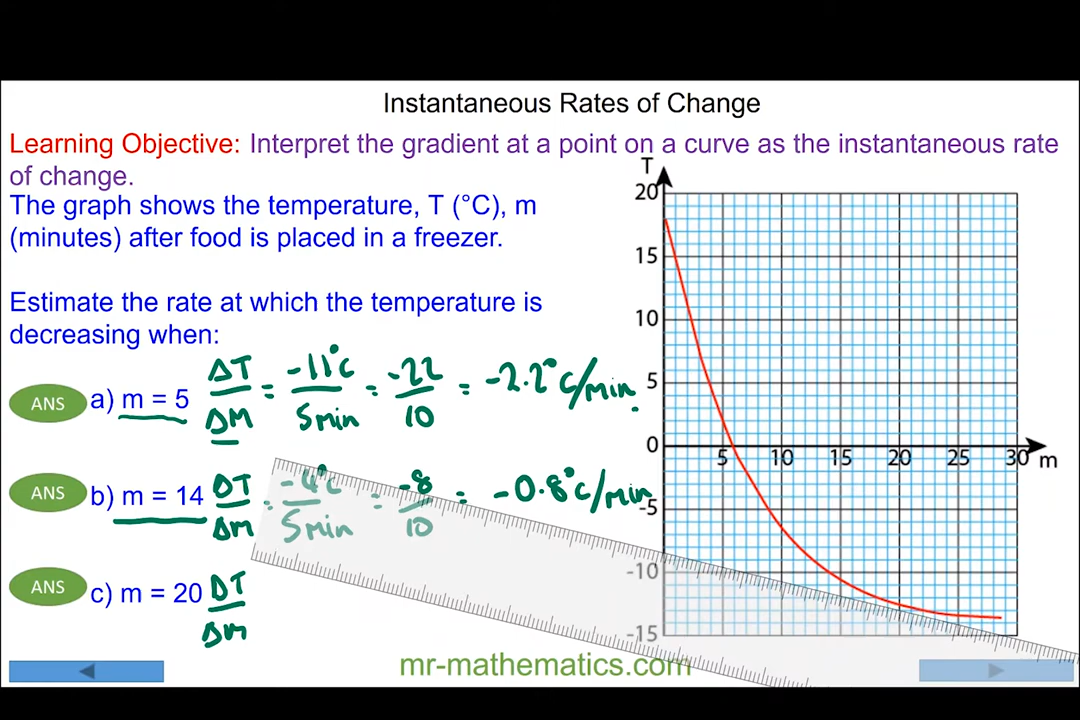 Instantaneous Rates of Change
Learning Objective: Interpret the gradient at a point on a curve as the instantaneous rate
of change.
The graph shows the temperature, T (°C), m
(minutes) after food is placed in a freezer.
Estimate the rate at which the temperature is
decreasing when:
ANS a) m = 5 ΔT/ΔM = -11°C/5min = -22/10 = -2.2°C/min
ANS b) m = 14 ΔT/ΔM = -4°C/5min = -8/10 = -0.8°C/min
ANS c) m = 20 ΔT/ΔM
T
20
15
10
5
0
5 10 15 20 25 30 m
-5
-10
-15
mr-mathematics.com